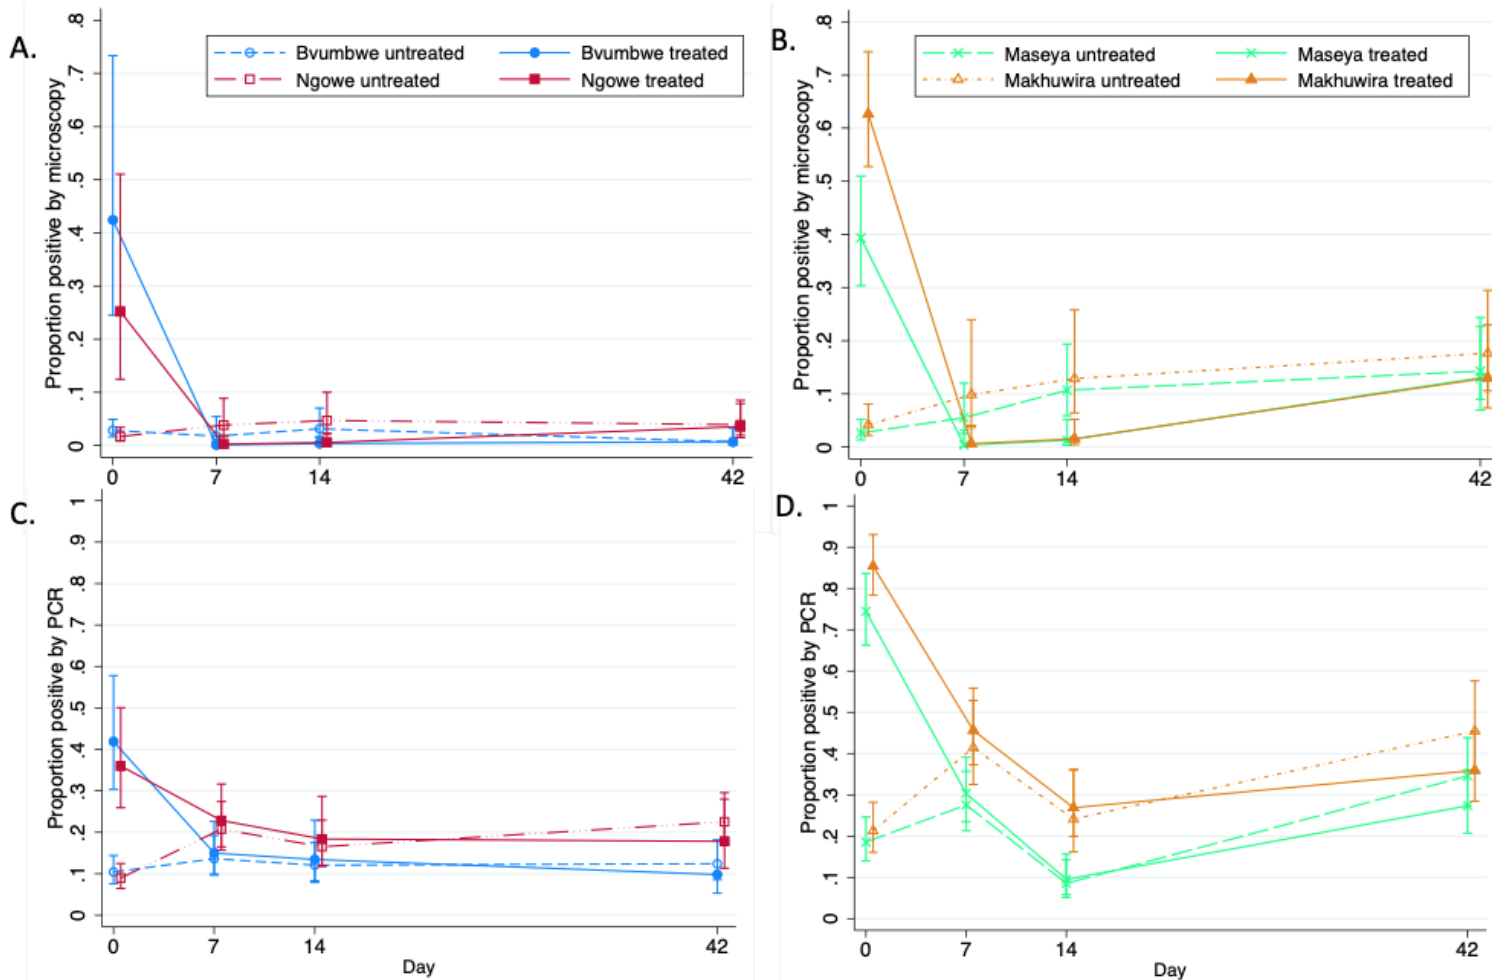 A.
Proportion positive by microscopy
.8
.7
.6
.5
.4
.3
.2
.1
0
Bvumbwe untreated Bvumbwe treated
Ngowe untreated Ngowe treated
0 7 14 42
B.
Proportion positive by microscopy
.8
.7
.6
.5
.4
.3
.2
.1
0
Maseya untreated Maseya treated
Makhuwira untreated Makhuwira treated
0 7 14 42
C.
Proportion positive by PCR
1
.9
.8
.7
.6
.5
.4
.3
.2
.1
0
0 7 14 42
Day
D.
Proportion positive by PCR
1
.9
.8
.7
.6
.5
.4
.3
.2
.1
0
0 7 14 42
Day